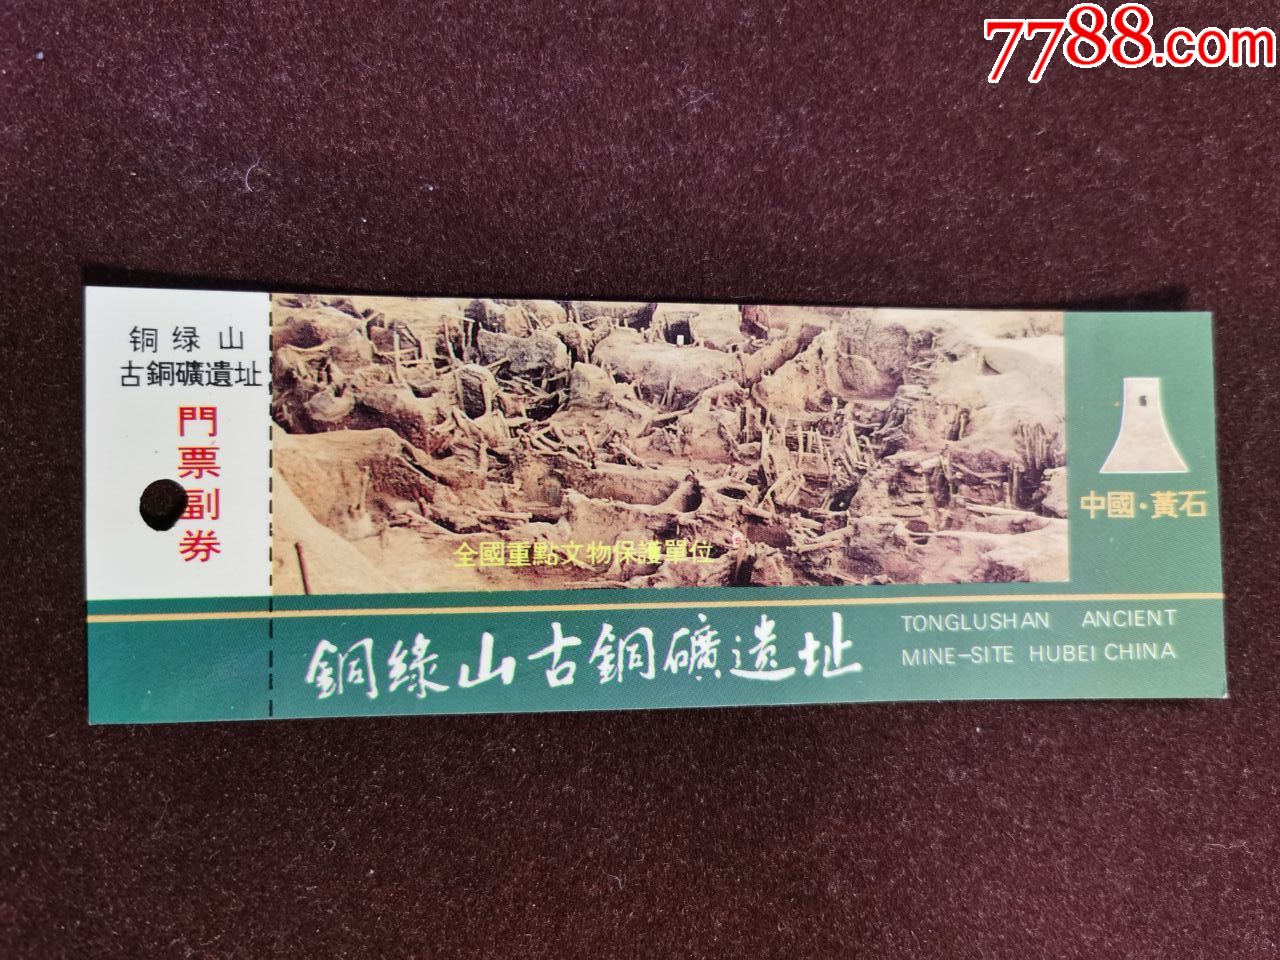 7788.com
铜绿山
古銅礦遺址
門票副券
全國重點文物保護單位
中國·黃石
銅綠山古銅礦遗址
TONGLUSHAN ANCIENT
MINE-SITE HUBEI CHINA